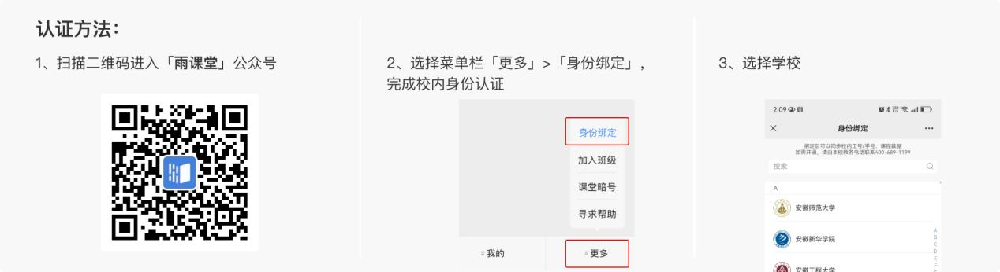 认证方法：
1、扫描二维码进入「雨课堂」公众号
2、选择菜单栏「更多」>「身份绑定」，
完成校内身份认证
身份绑定
加入班级
课堂暗号
寻求帮助
我的
更多
3、选择学校
2:09
身份绑定
绑定后可以同步校内工号/学号、课程数据
如需开通，请由本校教务电话联系400-689-1199
搜索
A
安徽师范大学
安徽新华学院
安徽工程大学
A
B
C
D
E
F